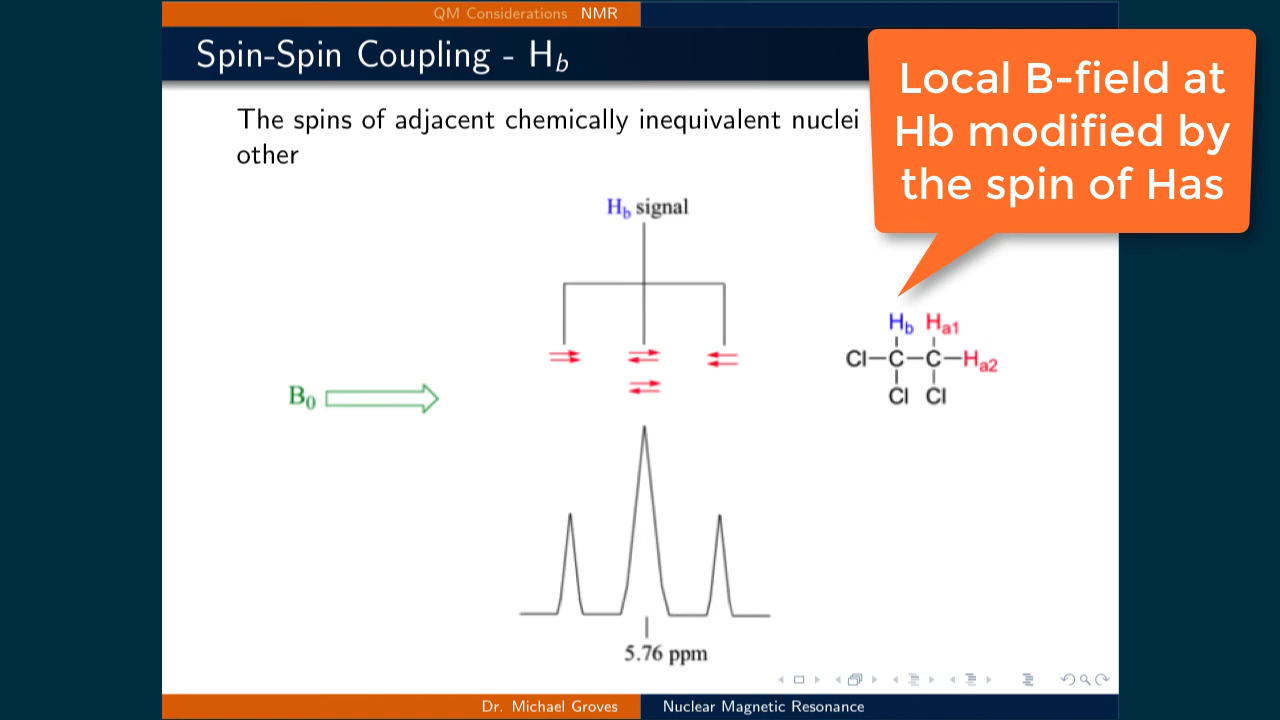 QM Considerations NMR
Spin-Spin Coupling - Hb
Local B-field at
Hb modified by
the spin of Has
The spins of adjacent chemically inequivalent nuclei
other
Hb signal
B0
Hb Ha1
Cl–C–C–Ha2
Cl Cl
5.76 ppm
Dr. Michael Groves Nuclear Magnetic Resonance